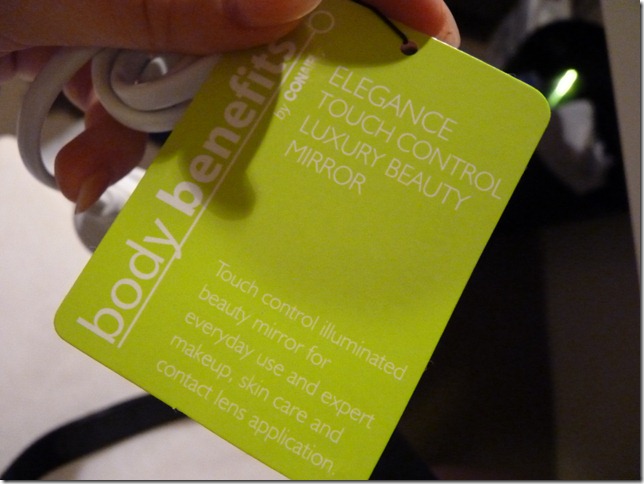 body benefits
by CONAIR
ELEGANCE
TOUCH CONTROL
LUXURY BEAUTY
MIRROR
Touch control illuminated
beauty mirror for
everyday use and expert
makeup, skin care and
contact lens application.